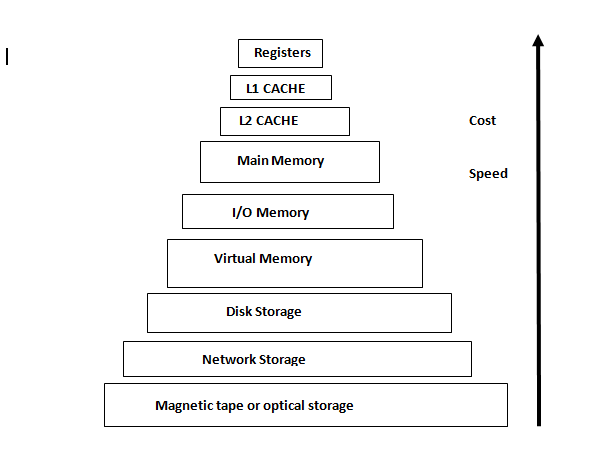 Registers
L1 CACHE
L2 CACHE
Cost
Main Memory
Speed
I/O Memory
Virtual Memory
Disk Storage
Network Storage
Magnetic tape or optical storage